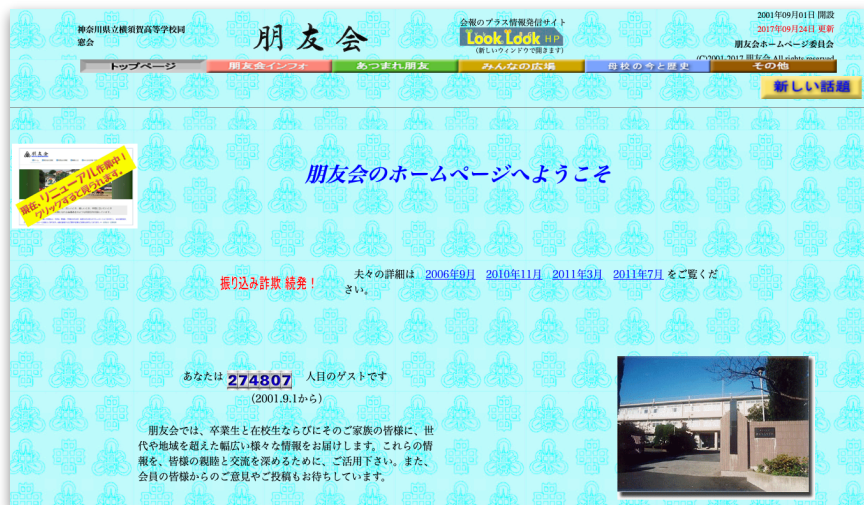 神奈川県立横須賀高等学校同
窓会
朋友会
会報のプラス情報発信サイト
Look Look HP
(新しいウィンドウで開きます)
2001年09月01日 開設
2017年09月24日 更新
朋友会ホームページ委員会
(C)2001-2017 朋友会 All rights reserved
トップページ
朋友会インフォ
あつまれ朋友
みんなの広場
母校の今と歴史
その他
新しい話題
朋友会
現在、リニューアル作業中!
クリックすると見られます。
朋友会のホームページへようこそ
振り込み詐欺 続発!
夫々の詳細は 2006年9月 2010年11月 2011年3月 2011年7月 をご覧くだ
さい。
あなたは 274807 人目のゲストです
(2001.9.1から)
朋友会では、卒業生と在校生ならびにそのご家族の皆様に、世
代や地域を超えた幅広い様々な情報をお届けします。これらの情
報を、皆様の親睦と交流を深めるために、ご活用下さい。また、
会員の皆様からのご意見やご投稿もお待ちしています。